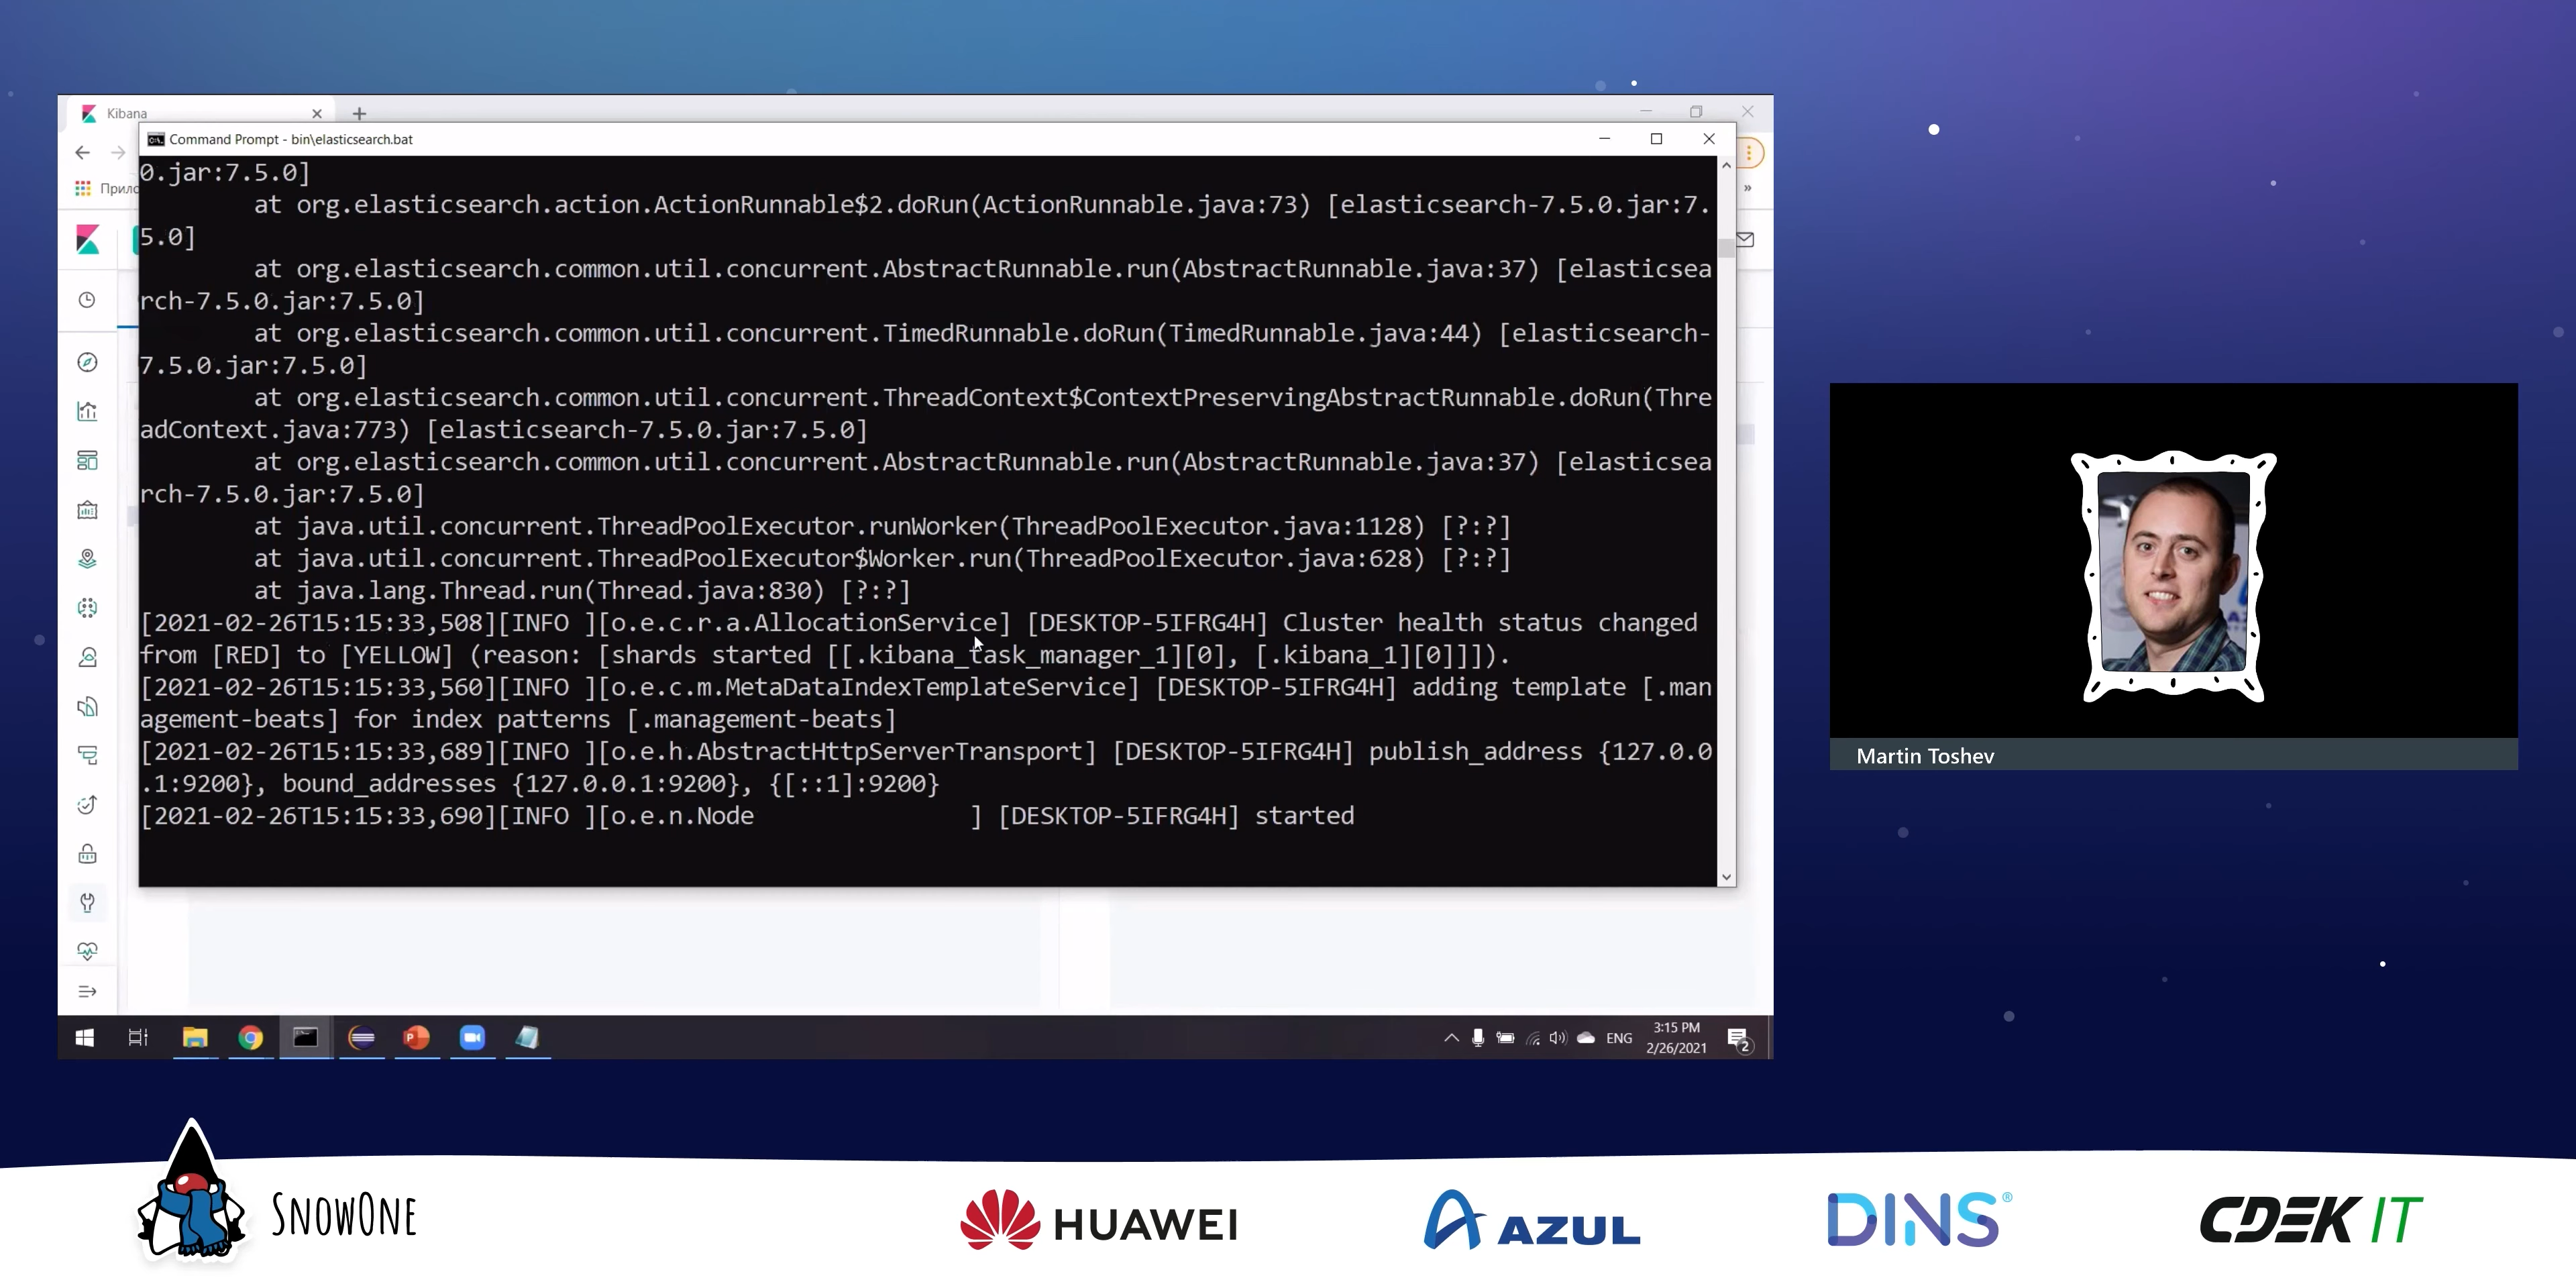 Kibana
Command Prompt - bin\elasticsearch.bat
Прилo
0.jar:7.5.0]
        at org.elasticsearch.action.ActionRunnable$2.doRun(ActionRunnable.java:73) [elasticsearch-7.5.0.jar:7.
5.0]
        at org.elasticsearch.common.util.concurrent.AbstractRunnable.run(AbstractRunnable.java:37) [elasticsea
rch-7.5.0.jar:7.5.0]
        at org.elasticsearch.common.util.concurrent.TimedRunnable.doRun(TimedRunnable.java:44) [elasticsearch-
7.5.0.jar:7.5.0]
        at org.elasticsearch.common.util.concurrent.ThreadContext$ContextPreservingAbstractRunnable.doRun(Thre
adContext.java:773) [elasticsearch-7.5.0.jar:7.5.0]
        at org.elasticsearch.common.util.concurrent.AbstractRunnable.run(AbstractRunnable.java:37) [elasticsea
rch-7.5.0.jar:7.5.0]
        at java.util.concurrent.ThreadPoolExecutor.runWorker(ThreadPoolExecutor.java:1128) [?:?]
        at java.util.concurrent.ThreadPoolExecutor$Worker.run(ThreadPoolExecutor.java:628) [?:?]
        at java.lang.Thread.run(Thread.java:830) [?:?]
[2021-02-26T15:15:33,508][INFO ][o.e.c.r.a.AllocationService] [DESKTOP-5IFRG4H] Cluster health status changed
from [RED] to [YELLOW] (reason: [shards started [[.kibana_task_manager_1][0], [.kibana_1][0]]]).
[2021-02-26T15:15:33,560][INFO ][o.e.c.m.MetaDataIndexTemplateService] [DESKTOP-5IFRG4H] adding template [.man
agement-beats] for index patterns [.management-beats]
[2021-02-26T15:15:33,689][INFO ][o.e.h.AbstractHttpServerTransport] [DESKTOP-5IFRG4H] publish_address {127.0.0
.1:9200}, bound_addresses {127.0.0.1:9200}, {[::1]:9200}
[2021-02-26T15:15:33,690][INFO ][o.e.n.Node               ] [DESKTOP-5IFRG4H] started
ENG
3:15 PM
2/26/2021
2
Martin Toshev
SNOWONE
HUAWEI
AZUL
DINS®
CDEK IT